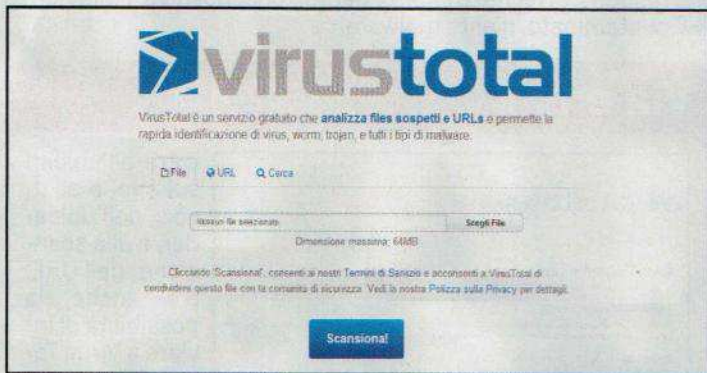 virustotal
VirusTotal è un servizio gratuito che analizza files sospetti e URLs e permette la
rapida identificazione di virus, worm, trojan, e tutti i tipi di malware.
File URL Cerca
Nessun file selezionato Scegli File
Dimensione massima: 64MB
Cliccando 'Scansiona!', consenti ai nostri Termini di Servizio e acconsenti a VirusTotal di
condividere questo file con la comunità di sicurezza. Vedi la nostra Polizza sulla Privacy per dettagli.
Scansiona!